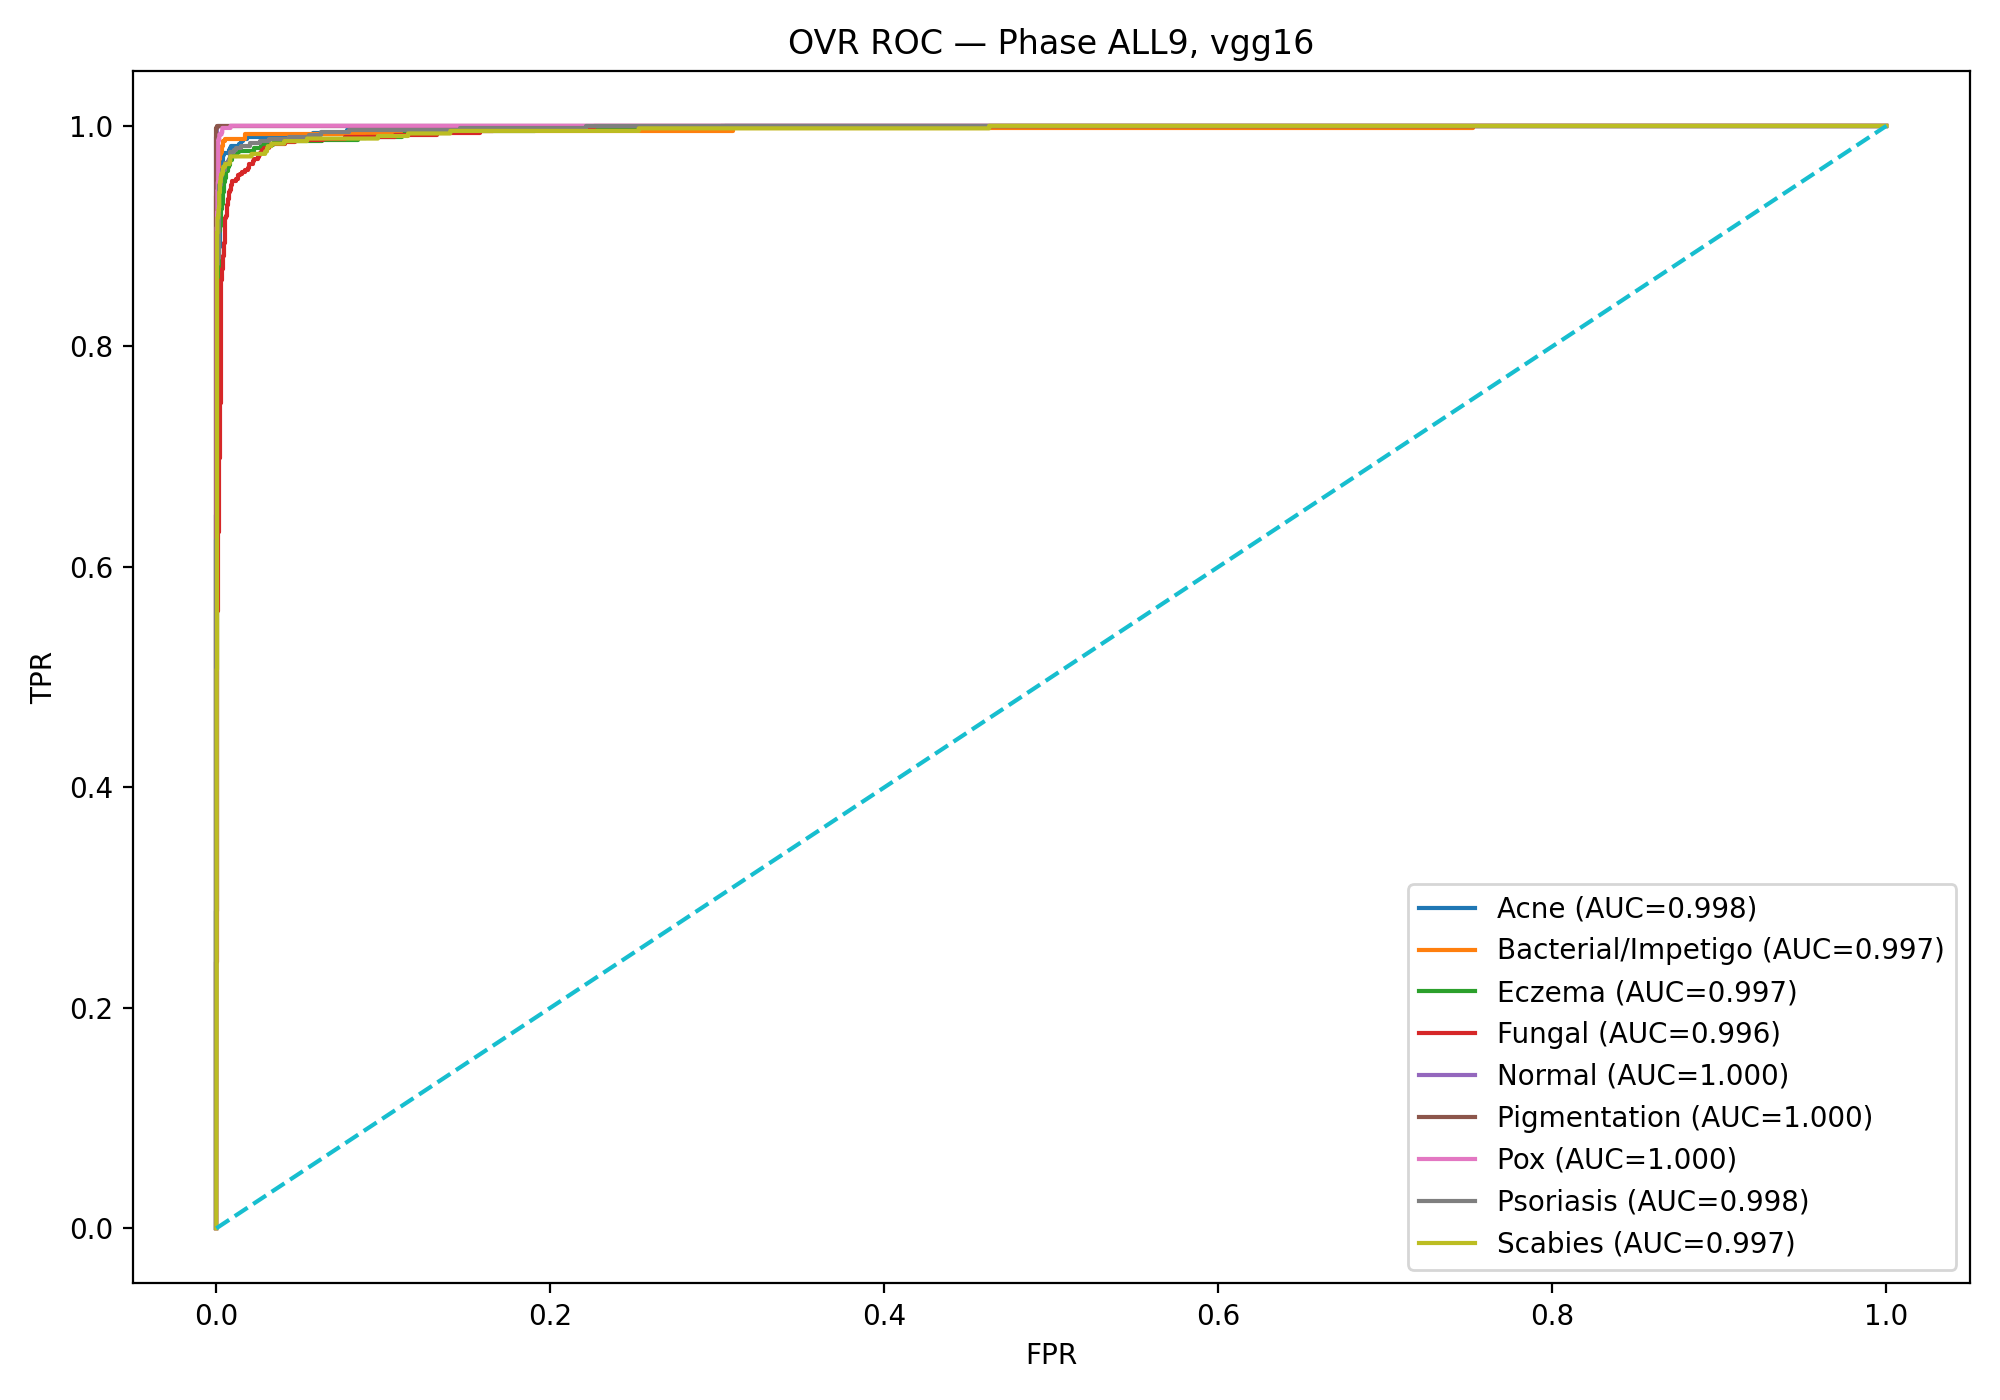 OVR ROC — Phase ALL9, vgg16
1.0
0.8
0.6
0.4
0.2
0.0
TPR
0.0 0.2 0.4 0.6 0.8 1.0
FPR
Acne (AUC=0.998)
Bacterial/Impetigo (AUC=0.997)
Eczema (AUC=0.997)
Fungal (AUC=0.996)
Normal (AUC=1.000)
Pigmentation (AUC=1.000)
Pox (AUC=1.000)
Psoriasis (AUC=0.998)
Scabies (AUC=0.997)